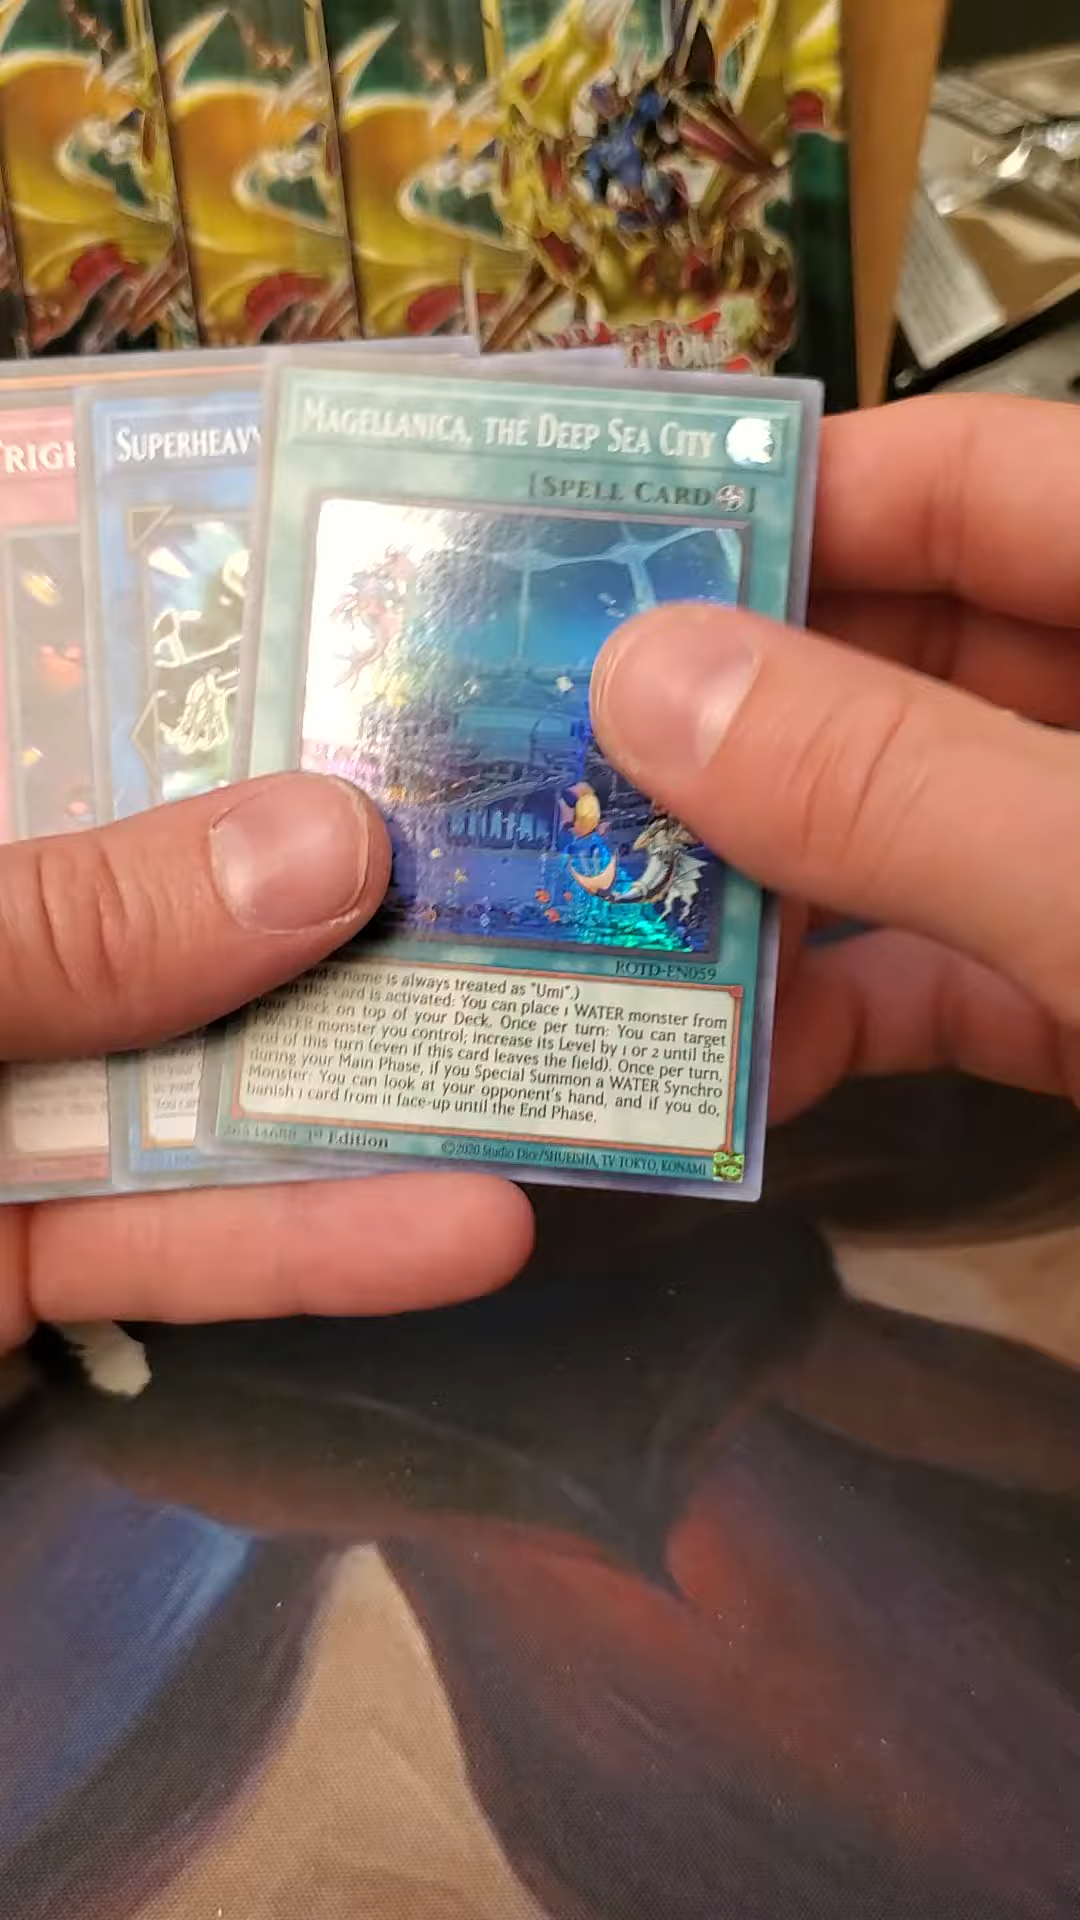 GI-OH!
RIGH
SUPERHEAVY
MAGELLANICA, THE DEEP SEA CITY
[SPELL CARD]
ROTD-EN059
name is always treated as "Umi".)
this card is activated: You can place 1 WATER monster from
your Deck on top of your Deck. Once per turn: You can target
1 WATER monster you control; increase its Level by 1 or 2 until the
end of this turn (even if this card leaves the field). Once per turn,
during your Main Phase, if you Special Summon a WATER Synchro
Monster: You can look at your opponent's hand, and if you do,
banish 1 card from it face-up until the End Phase.
1st Edition
©2020 Studio Dice/SHUEISHA, TV TOKYO, KONAMI